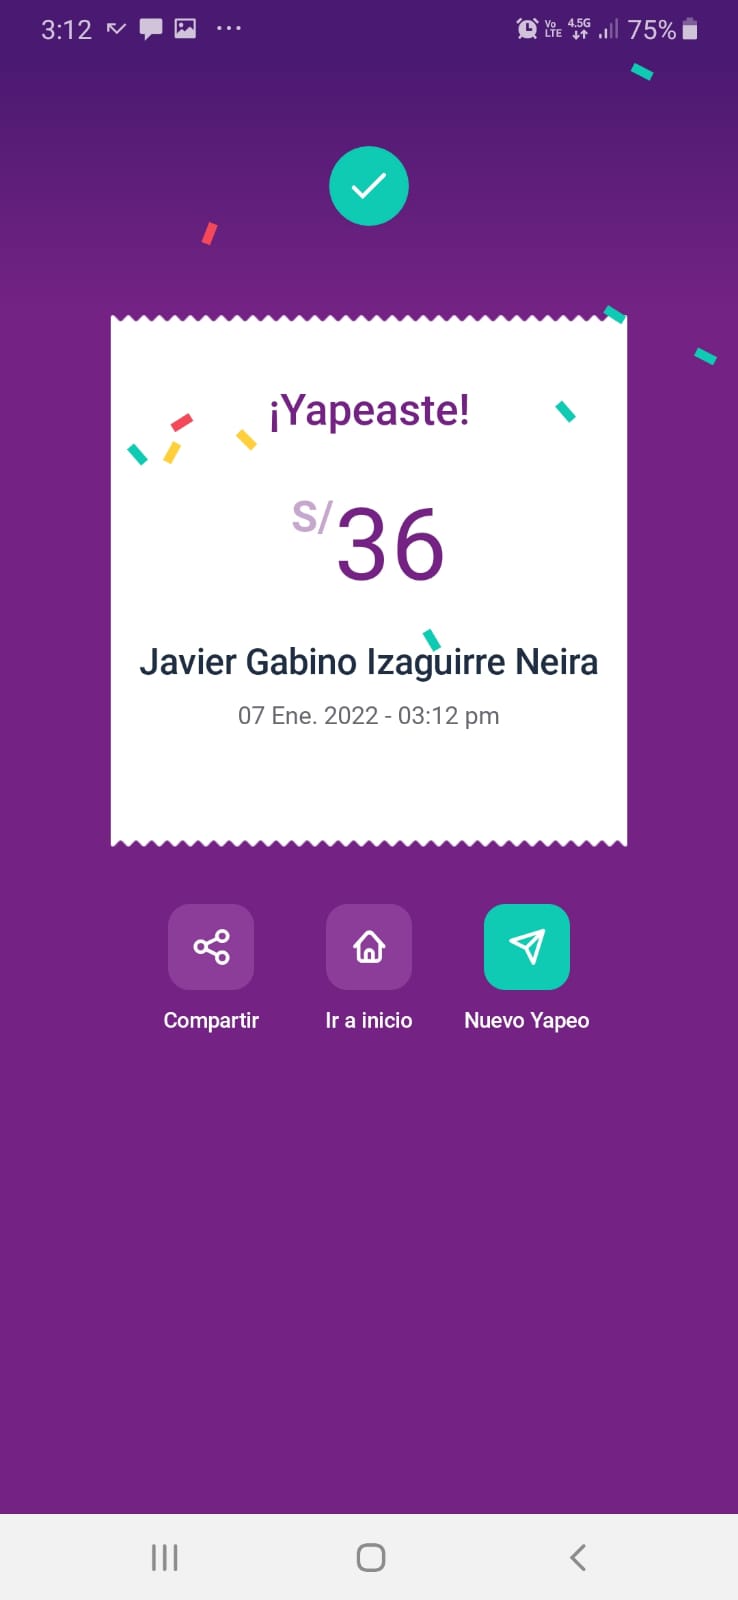 3:12 Vo LTE 4.5G 75%
¡Yapeaste!
S/36
Javier Gabino Izaguirre Neira
07 Ene. 2022 - 03:12 pm
Compartir Ir a inicio Nuevo Yapeo